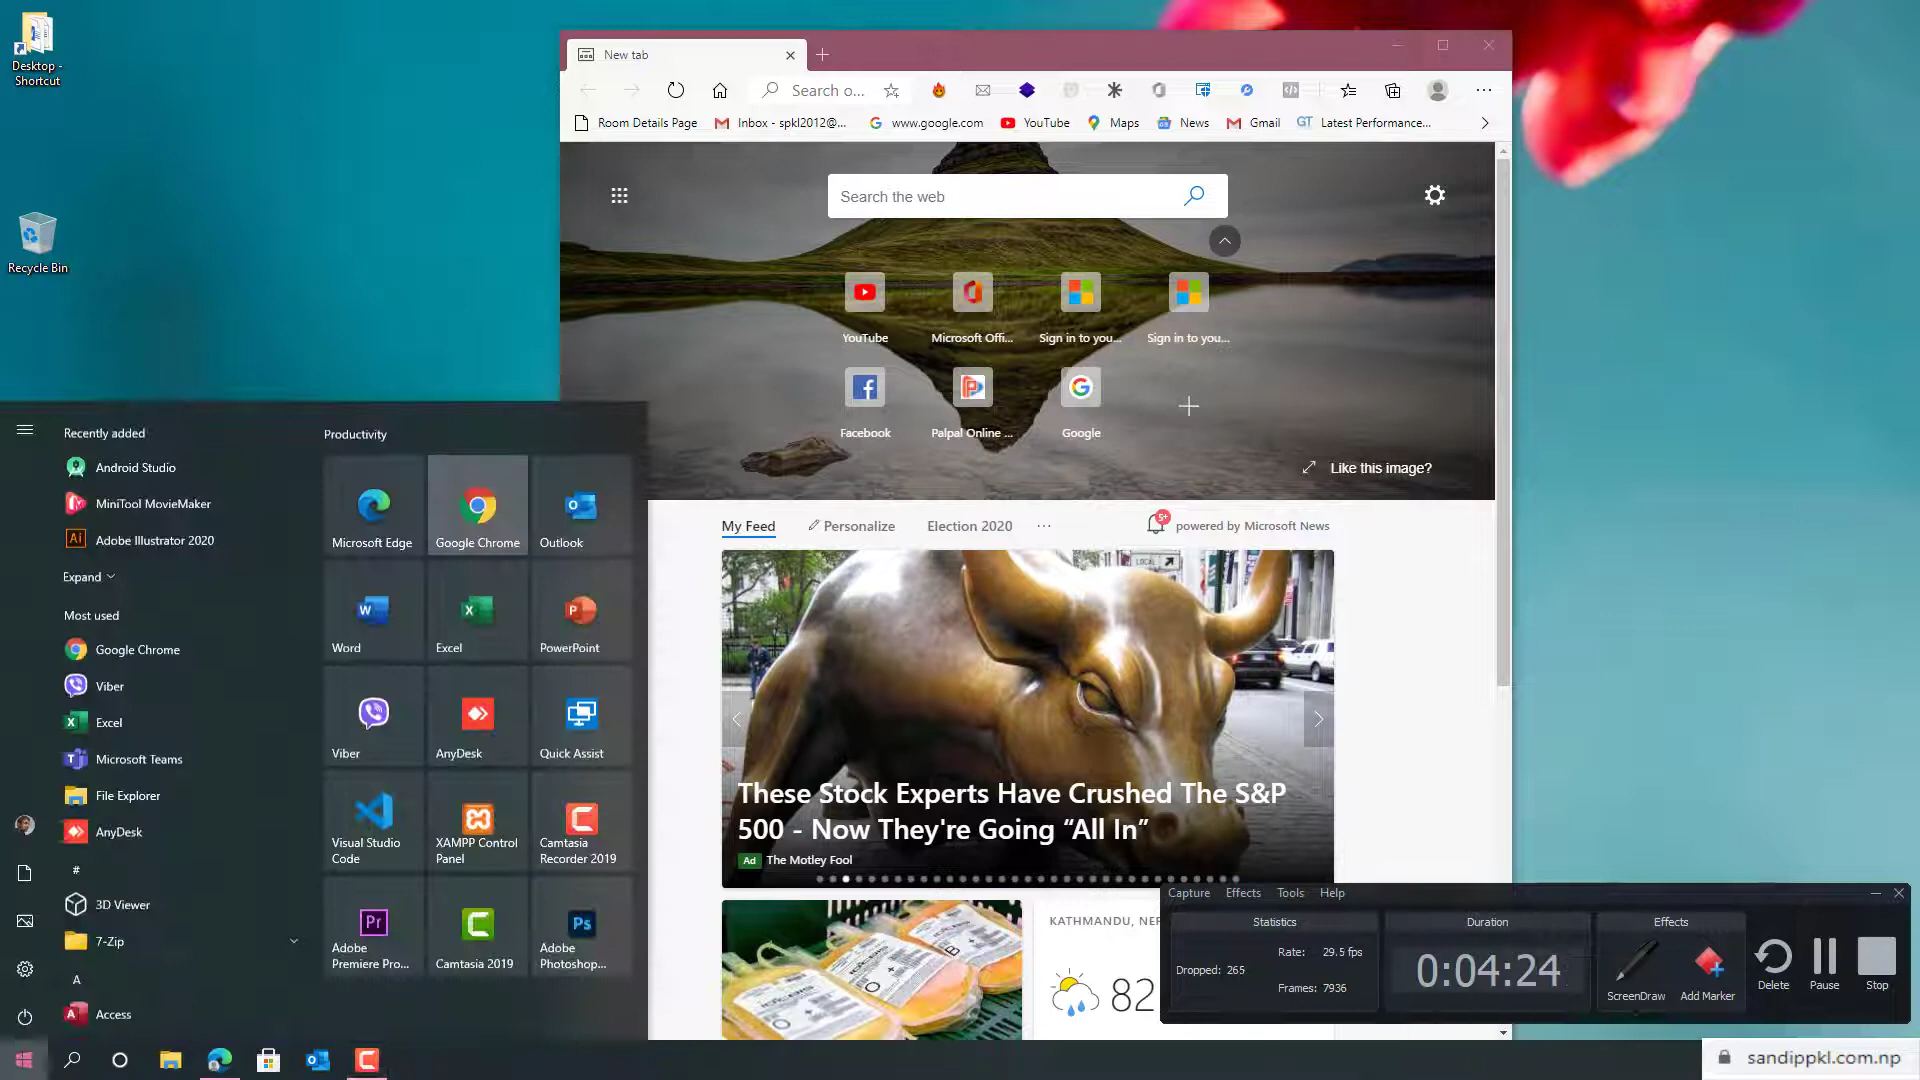 Desktop -
Shortcut
Recycle Bin
New tab
Search o...
Room Details Page
Inbox - spkl2012@...
www.google.com
YouTube
Maps
News
Gmail
GT
Latest Performance...
Search the web
YouTube
Microsoft Offi...
Sign in to you...
Sign in to you...
Facebook
Palpal Online ...
Google
Like this image?
My Feed
Personalize
Election 2020
5+
powered by Microsoft News
LOCAL
These Stock Experts Have Crushed The S&P
500 - Now They're Going “All In”
Ad
The Motley Fool
KATHMANDU, NEP
82
Recently added
Android Studio
MiniTool MovieMaker
Ai
Adobe Illustrator 2020
Expand
Most used
Google Chrome
Viber
Excel
Microsoft Teams
File Explorer
AnyDesk
#
3D Viewer
7-Zip
A
Access
Productivity
Microsoft Edge
Google Chrome
Outlook
Word
Excel
PowerPoint
Viber
AnyDesk
Quick Assist
Visual Studio
Code
XAMPP Control
Panel
Camtasia
Recorder 2019
Pr
Adobe
Premiere Pro...
Camtasia 2019
Ps
Adobe
Photoshop...
Capture
Effects
Tools
Help
Statistics
Dropped: 265
Rate: 29.5 fps
Frames: 7936
Duration
0:04:24
Effects
ScreenDraw
Add Marker
Delete
Pause
Stop
sandippkl.com.np